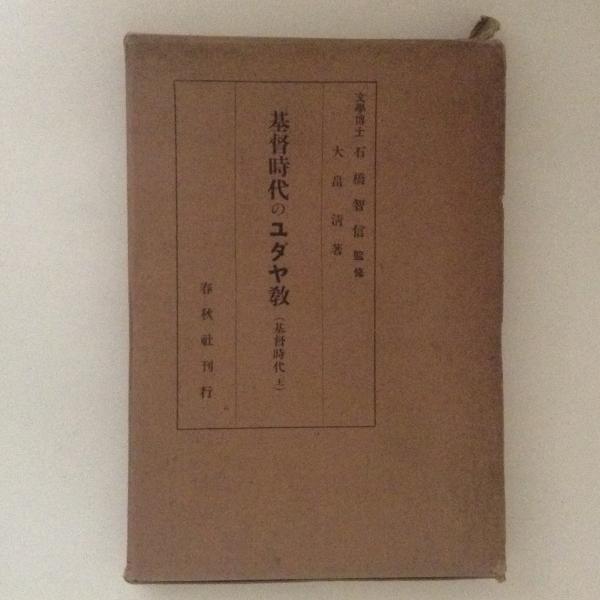 文學博士 石橋智信 監修
大畠清著
基督時代のユダヤ敎(基督時代 上)
春秋社刊行